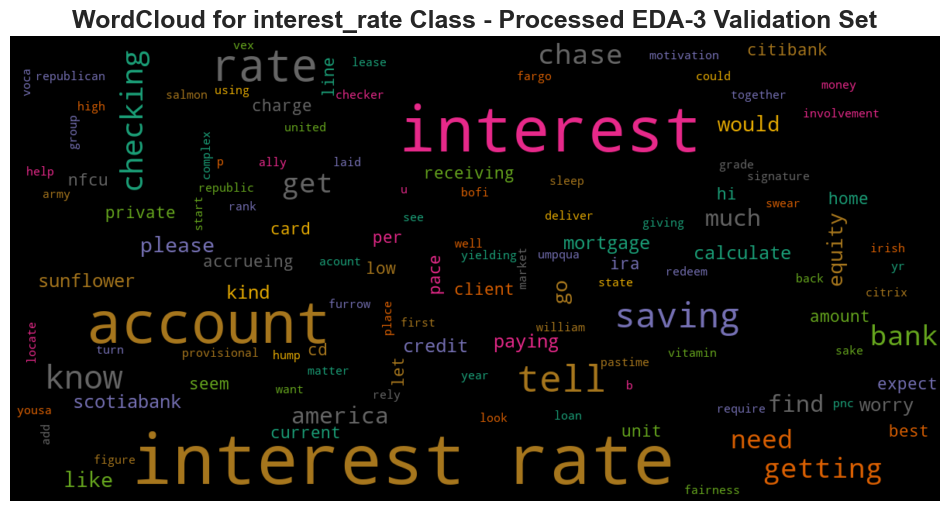 WordCloud for interest_rate Class - Processed EDA-3 Validation Set
vex
rate
chase
motivation
citibank
voca
republican
checking
line
lease
fargo
could
money
salmon
using
checker
together
high
charge
interest
would
involvement
group
united
complex
p
ally
laid
receiving
grade
signature
help
nfcu
army
republic
get
u
bofi
sleep
hi
home
swear
private
start
rank
see
deliver
giving
much
card
per
well
mortgage
irish
please
accrueing
acount
low
pace
yielding
market
umpqua
ira
calculate
equity
yr
redeem
back
sunflower
kind
client
go
state
citrix
furrow
account
place
first
william
saving
amount
bank
locate
turn
provisional
hump
cd
credit
paying
pastime
vitamin
sake
know
seem
matter
let
year
tell
b
expect
want
rely
scotiabank
yousa
america
look
loan
require
find
pnc
worry
add
current
unit
need
best
figure
interest rate
getting
like
fairness